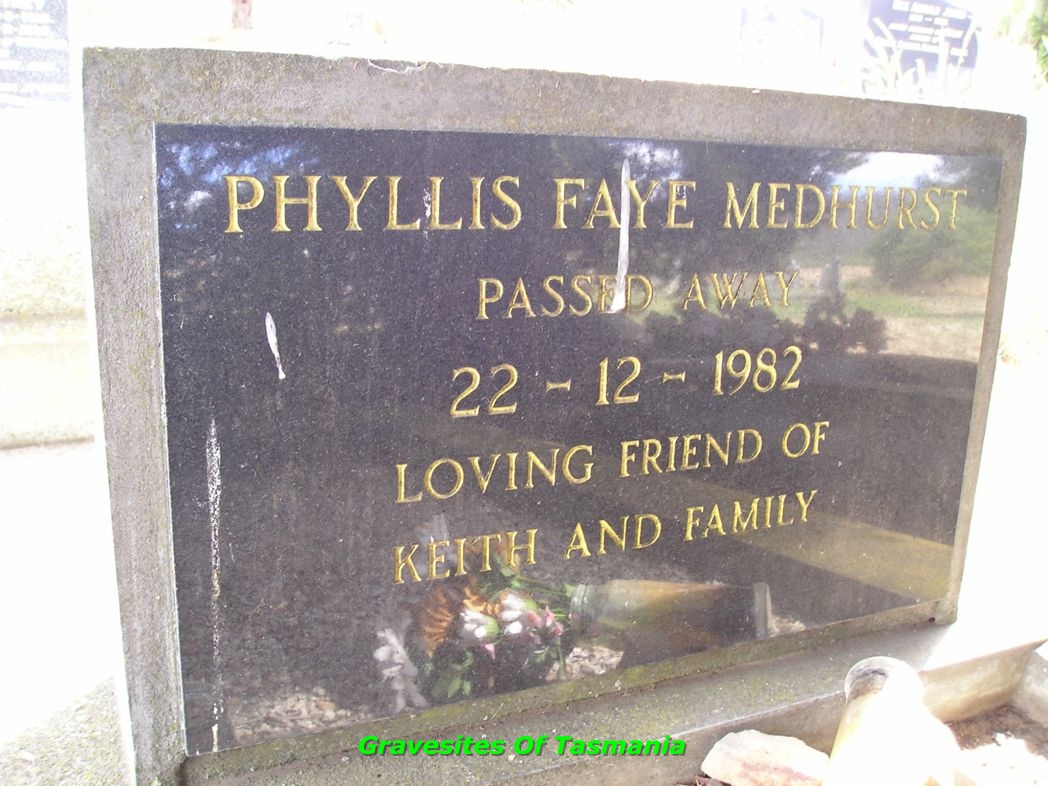 PHYLLIS FAYE MEDHURST
PASSED AWAY
22 - 12 - 1982
LOVING FRIEND OF
KEITH AND FAMILY
Gravesites Of Tasmania